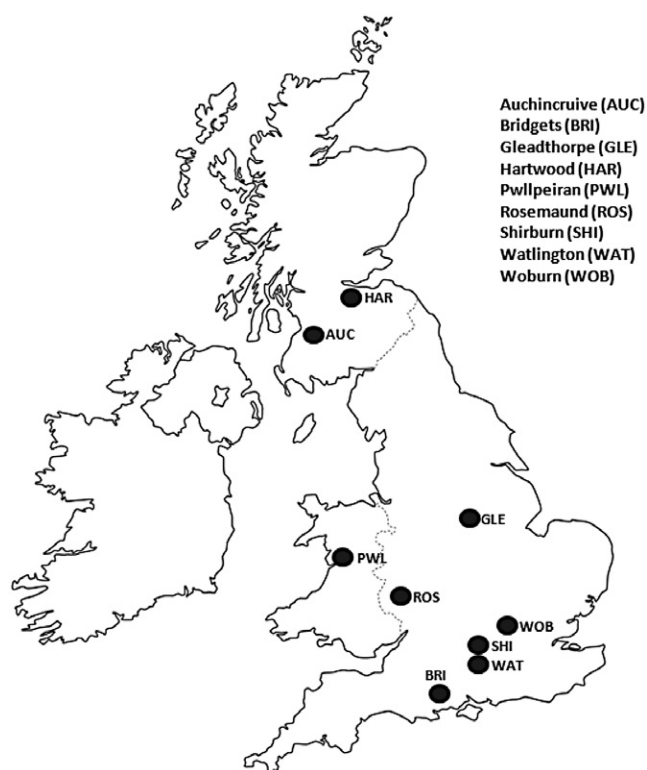 Auchincruive (AUC)
Bridgets (BRI)
Gleadthorpe (GLE)
Hartwood (HAR)
Pwllpeiran (PWL)
Rosemaund (ROS)
Shirburn (SHI)
Watlington (WAT)
Woburn (WOB)
HAR
AUC
GLE
PWL
ROS
WOB
SHI
WAT
BRI